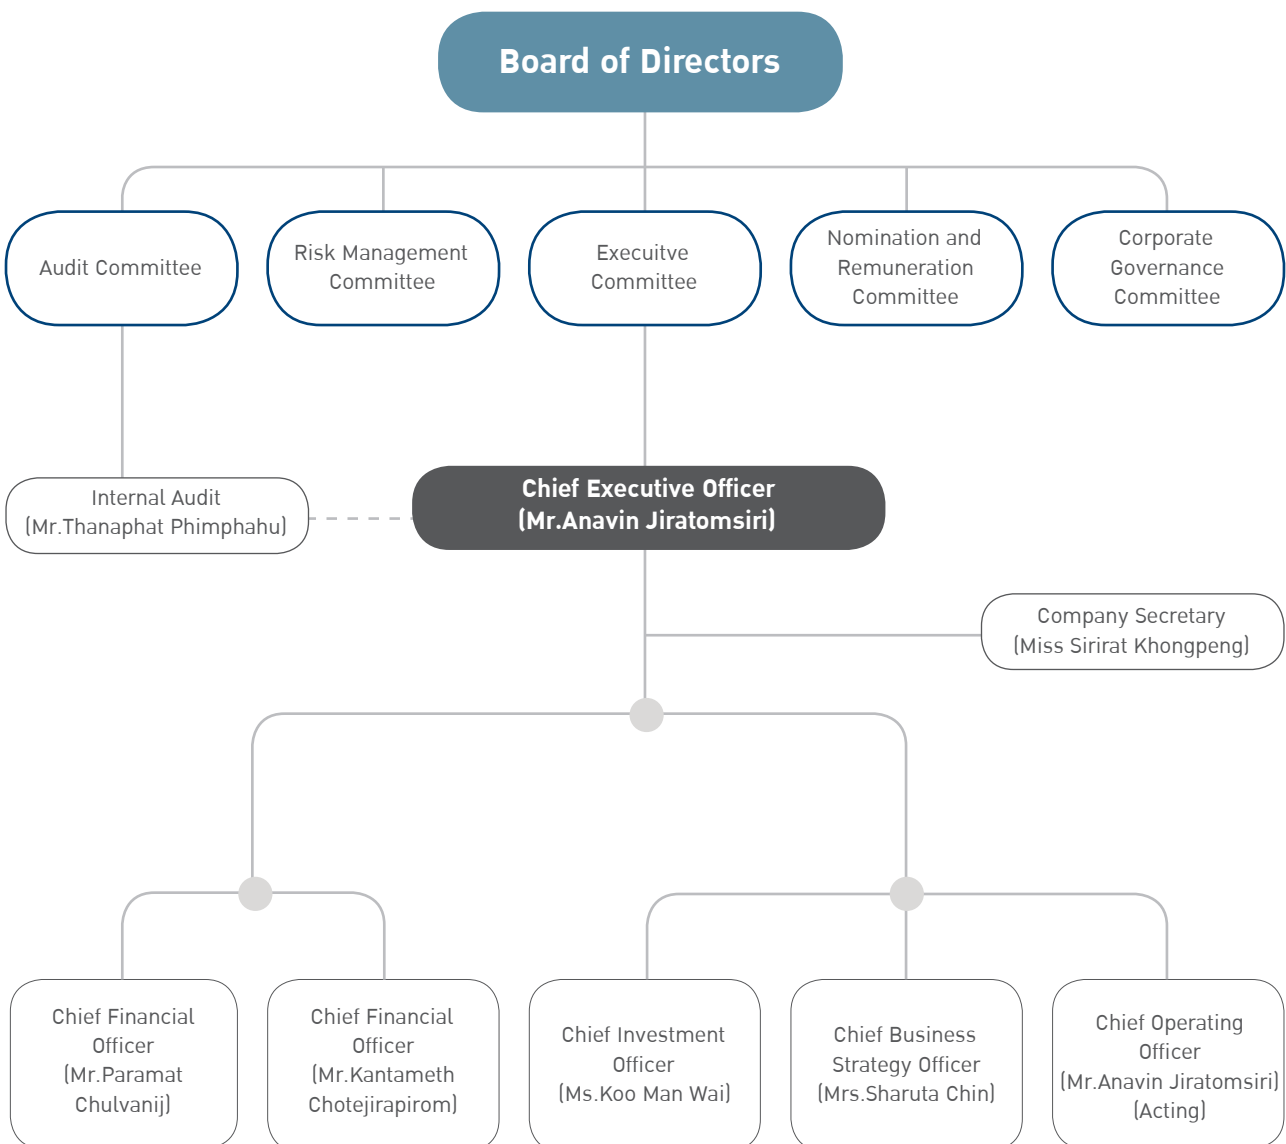 Board of Directors
Audit Committee
Risk Management
Committee
Execuitve
Committee
Nomination and
Remuneration
Committee
Corporate
Governance
Committee
Internal Audit
(Mr.Thanaphat Phimphahu)
Chief Executive Officer
(Mr.Anavin Jiratomsiri)
Company Secretary
(Miss Sirirat Khongpeng)
Chief Financial
Officer
(Mr.Paramat
Chulvanij)
Chief Financial
Officer
(Mr.Kantameth
Chotejirapirom)
Chief Investment
Officer
(Ms.Koo Man Wai)
Chief Business
Strategy Officer
(Mrs.Sharuta Chin)
Chief Operating
Officer
(Mr.Anavin Jiratomsiri)
(Acting)